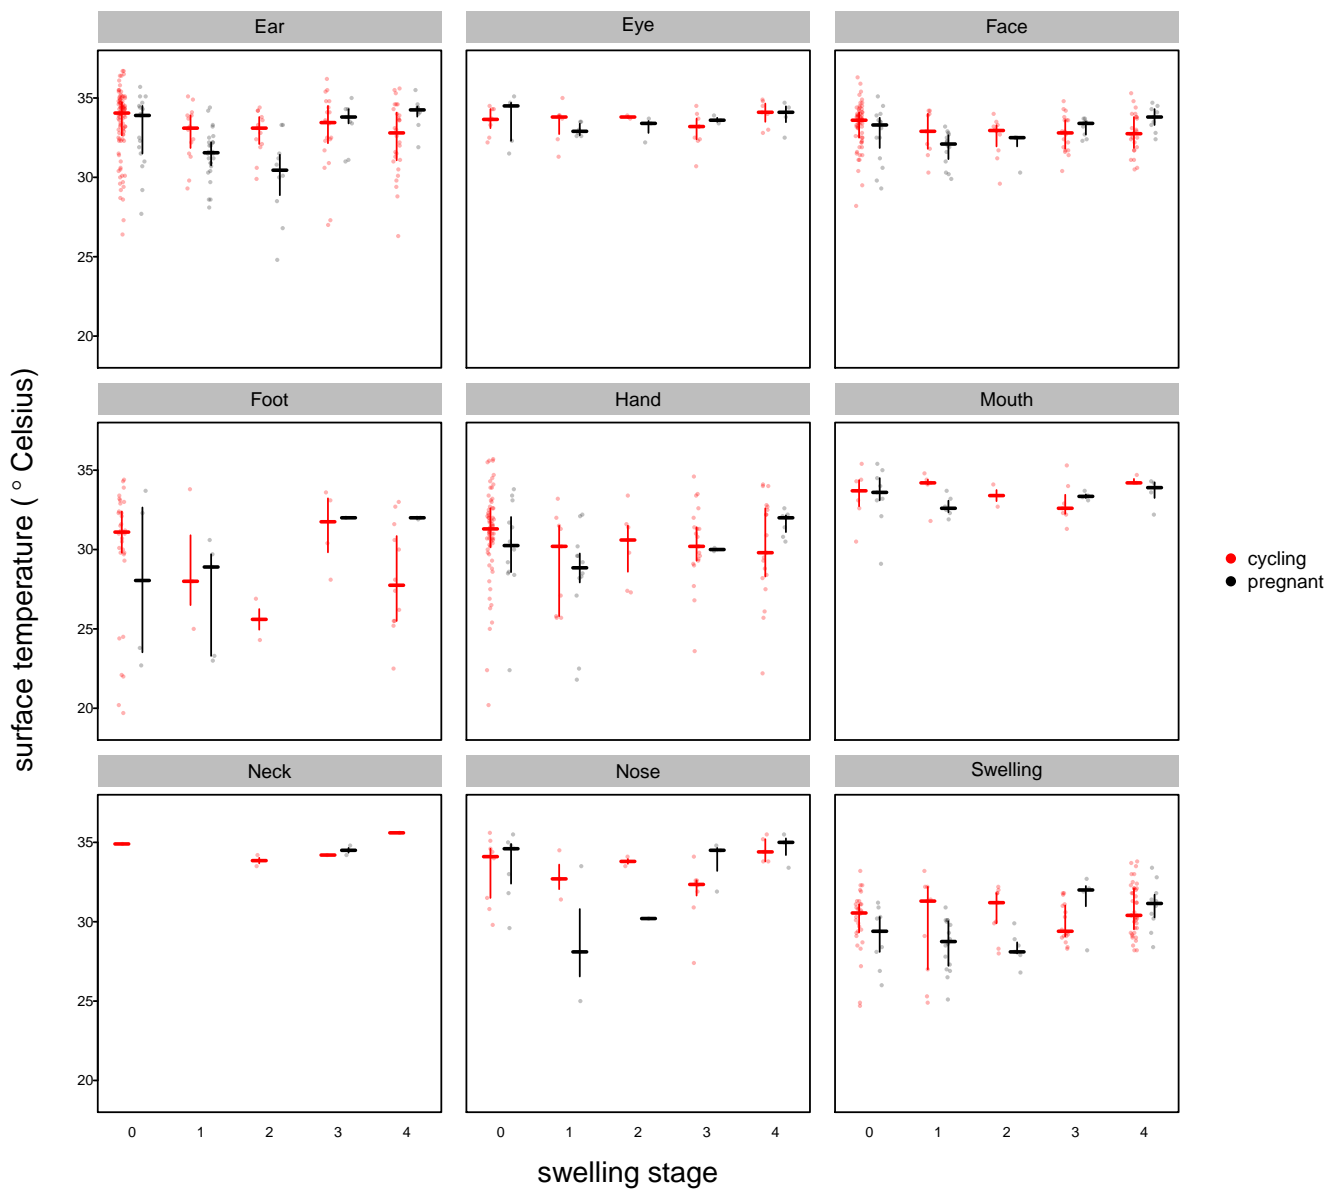 Ear
Eye
Face
35
30
25
20
Foot
Hand
Mouth
35
30
25
20
surface temperature ( ° Celsius)
cycling
pregnant
Neck
Nose
Swelling
35
30
25
20
0 1 2 3 4
0 1 2 3 4
0 1 2 3 4
swelling stage